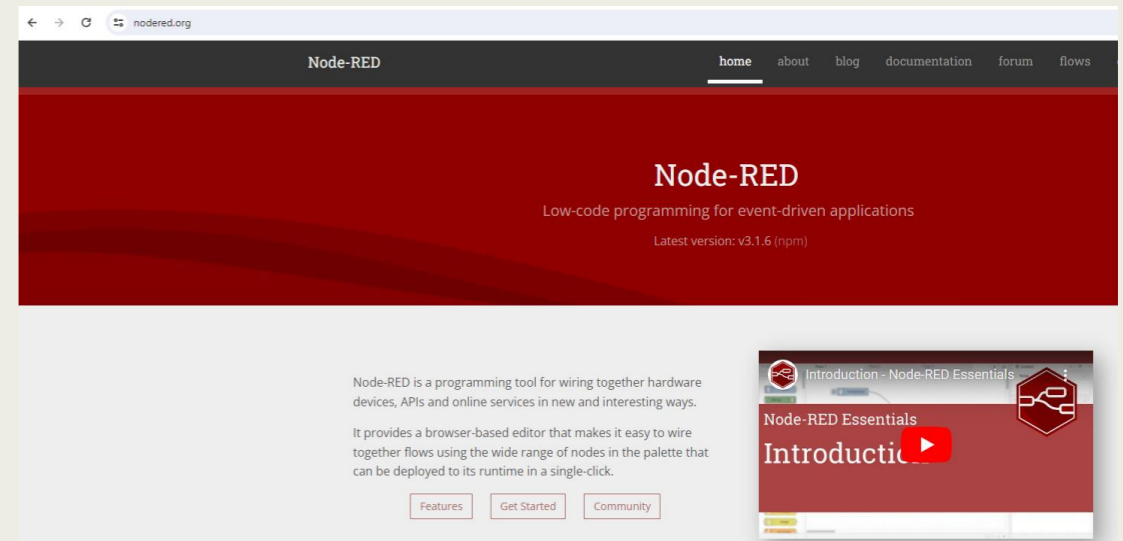 nodered.org
Node-RED
home about blog documentation forum flows
Node-RED
Low-code programming for event-driven applications
Latest version: v3.1.6 (npm)
Node-RED is a programming tool for wiring together hardware
devices, APIs and online services in new and interesting ways.
It provides a browser-based editor that makes it easy to wire
together flows using the wide range of nodes in the palette that
can be deployed to its runtime in a single-click.
Features Get Started Community
Introduction - Node-RED Essentials
Node-RED Essentials